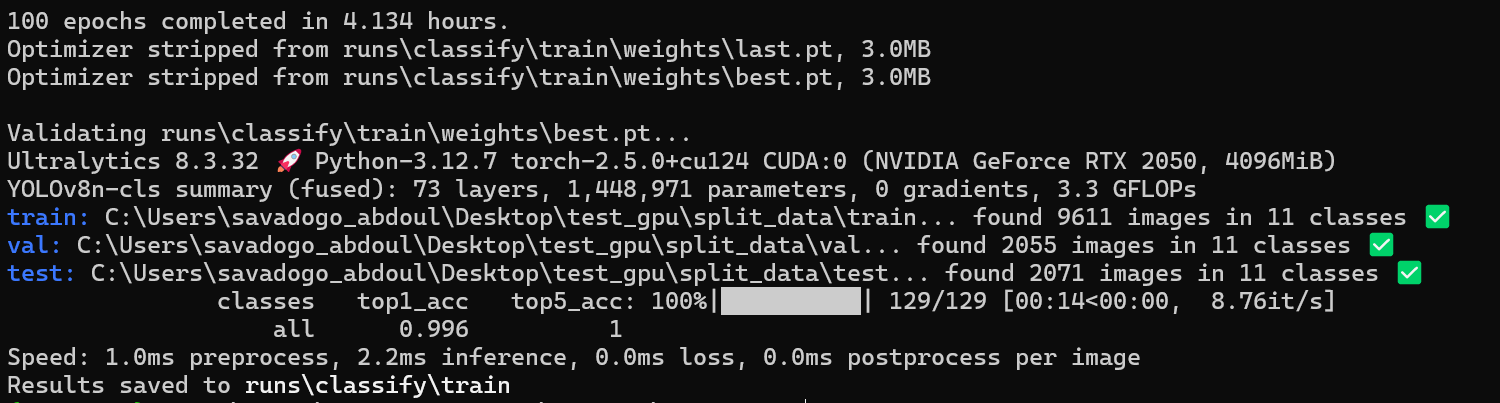 100 epochs completed in 4.134 hours.
Optimizer stripped from runs\classify\train\weights\last.pt, 3.0MB
Optimizer stripped from runs\classify\train\weights\best.pt, 3.0MB
Validating runs\classify\train\weights\best.pt...
Ultralytics 8.3.32 🚀 Python-3.12.7 torch-2.5.0+cu124 CUDA:0 (NVIDIA GeForce RTX 2050, 4096MiB)
YOLOv8n-cls summary (fused): 73 layers, 1,448,971 parameters, 0 gradients, 3.3 GFLOPs
train: C:\Users\savadogo_abdoul\Desktop\test_gpu\split_data\train... found 9611 images in 11 classes ✅
val: C:\Users\savadogo_abdoul\Desktop\test_gpu\split_data\val... found 2055 images in 11 classes ✅
test: C:\Users\savadogo_abdoul\Desktop\test_gpu\split_data\test... found 2071 images in 11 classes ✅
classes top1_acc top5_acc: 100%|██████████| 129/129 [00:14<00:00, 8.76it/s]
all 0.996 1
Speed: 1.0ms preprocess, 2.2ms inference, 0.0ms loss, 0.0ms postprocess per image
Results saved to runs\classify\train